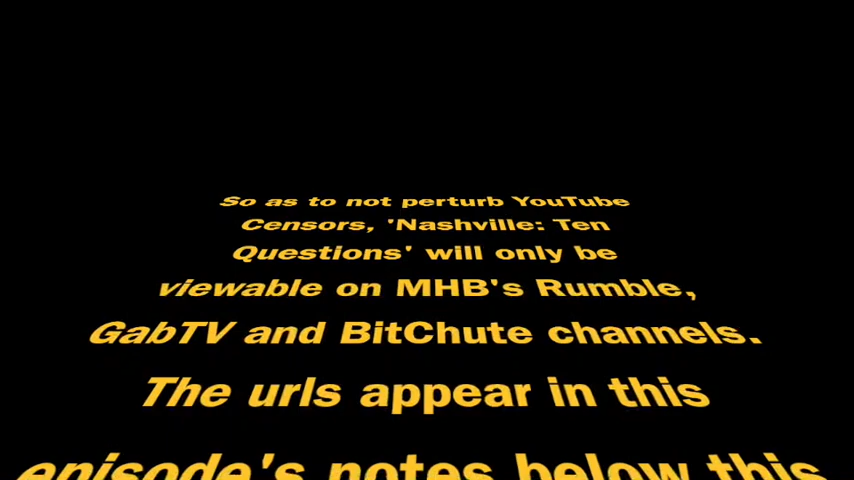 So as to not perturb YouTube
Censors, 'Nashville: Ten
Questions' will only be
viewable on MHB's Rumble,
GabTV and BitChute channels.
The urls appear in this
episode's notes below this